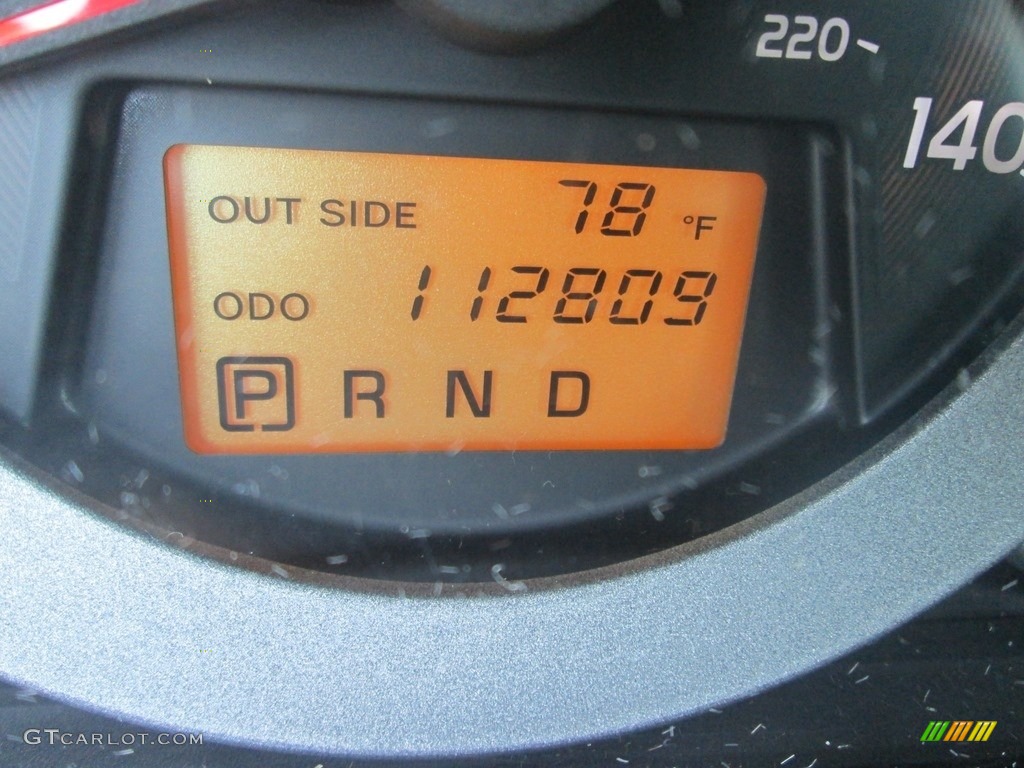 220
140
OUT SIDE 78 °F
ODO 112809
P R N D
GTCARLOT.COM